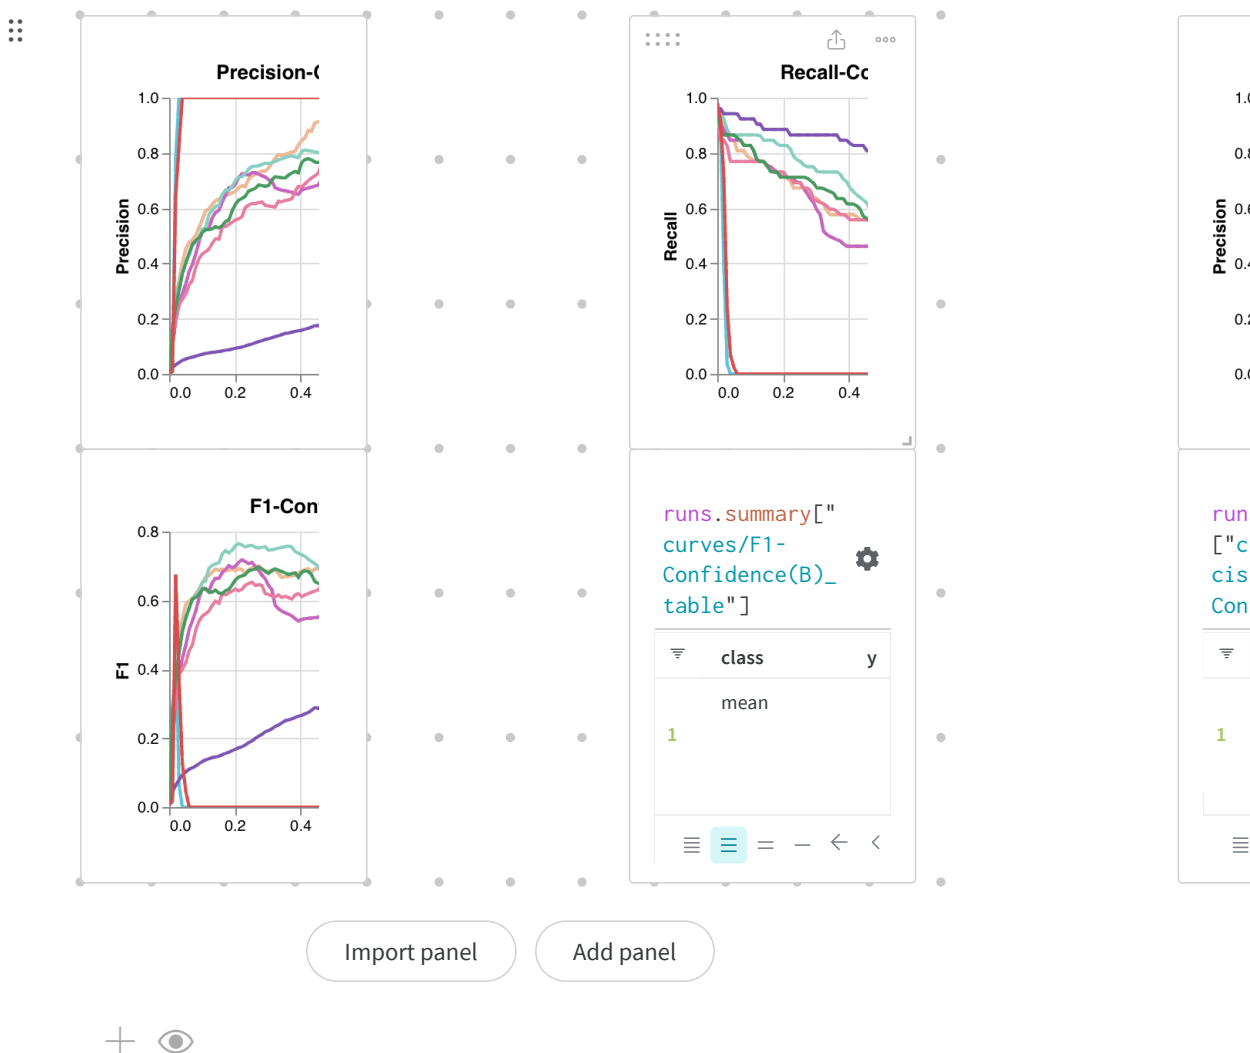 Precision-C
1.0
0.8
0.6
0.4
0.2
0.0
Precision
0.0
0.2
0.4
Recall-Co
1.0
0.8
0.6
0.4
0.2
0.0
Recall
0.0
0.2
0.4
1.0
0.8
0.6
0.4
0.2
0.0
Precision
F1-Con
0.8
0.6
0.4
0.2
0.0
F1
0.0
0.2
0.4
runs.summary["
curves/F1-
Confidence(B)_
table"]
class y
mean
1
run
["c
cis
Con
1
Import panel
Add panel